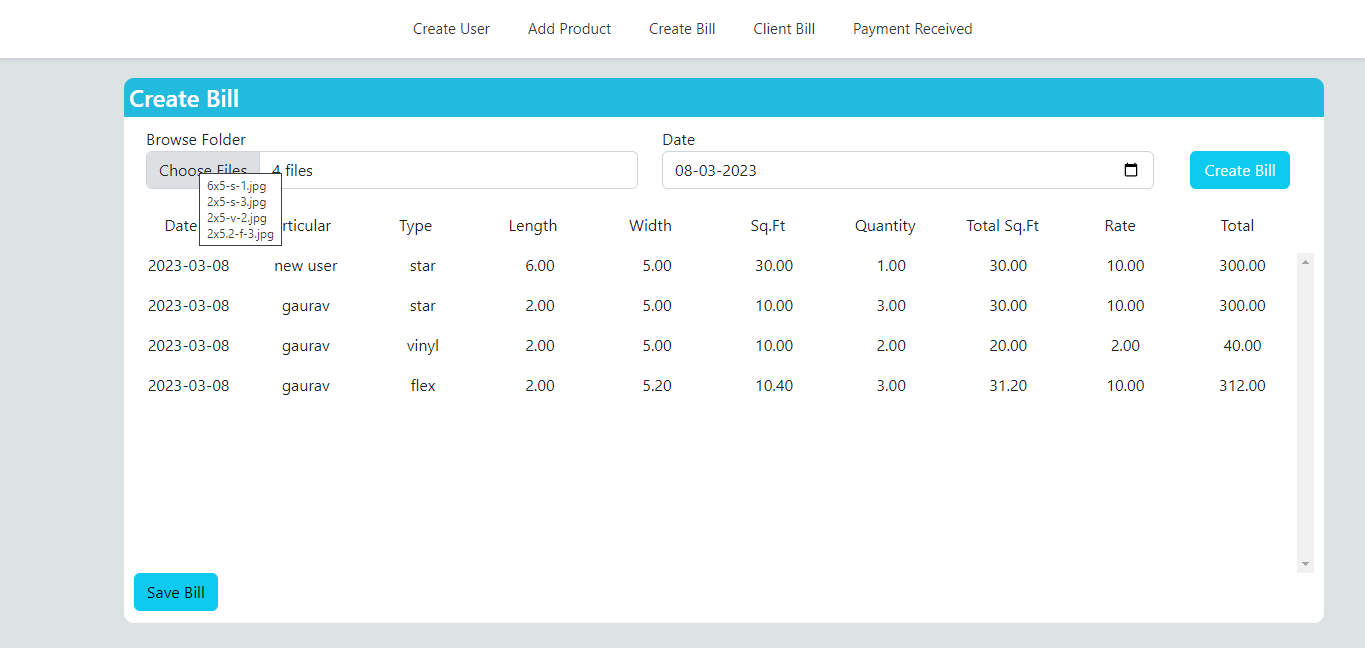 Create User Add Product Create Bill Client Bill Payment Received
Create Bill
Browse Folder Date
Choose Files 4 files 08-03-2023 Create Bill
6x5-s-1.jpg
2x5-s-3.jpg
2x5-v-2.jpg
2x5.2-f-3.jpg
Date rticular Type Length Width Sq.Ft Quantity Total Sq.Ft Rate Total
2023-03-08 new user star 6.00 5.00 30.00 1.00 30.00 10.00 300.00
2023-03-08 gaurav star 2.00 5.00 10.00 3.00 30.00 10.00 300.00
2023-03-08 gaurav vinyl 2.00 5.00 10.00 2.00 20.00 2.00 40.00
2023-03-08 gaurav flex 2.00 5.20 10.40 3.00 31.20 10.00 312.00
Save Bill